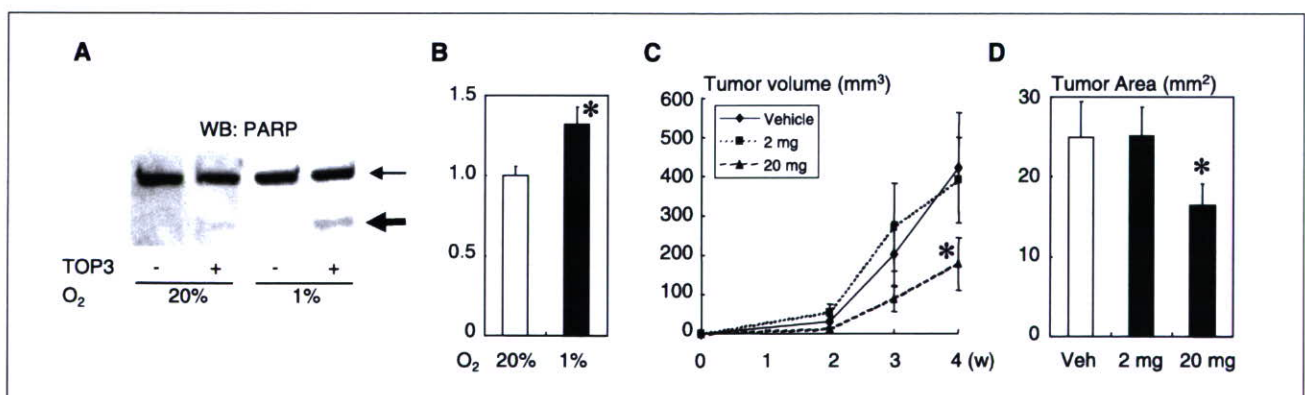 A
WB: PARP
TOP3 - + - +
O2 20% 1%
B
1.5
1.0
0.5
0
*
O2 20% 1%
C
Tumor volume (mm3)
600
500
400
300
200
100
0
Vehicle
2 mg
20 mg
*
0 1 2 3 4 (w)
D
Tumor Area (mm2)
30
20
10
0
*
Veh 2 mg 20 mg